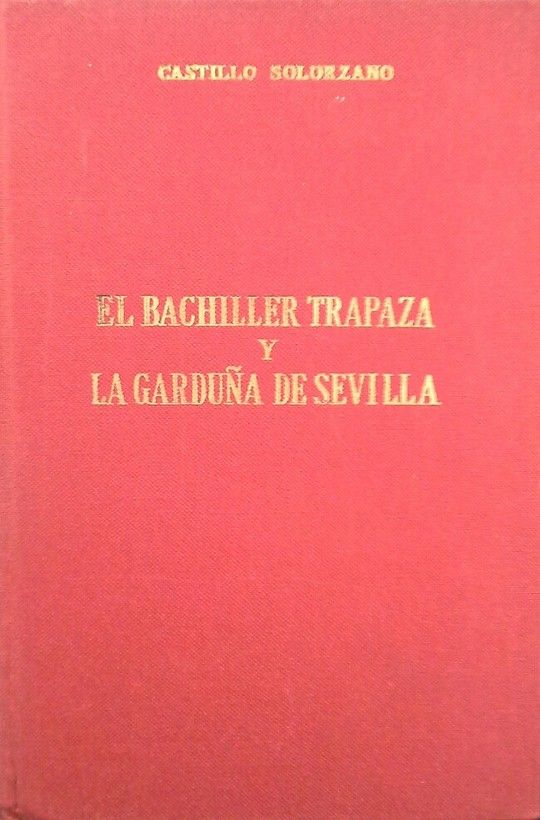 CASTILLO SOLORZANO
EL BACHILLER TRAPAZA
Y
LA GARDUÑA DE SEVILLA